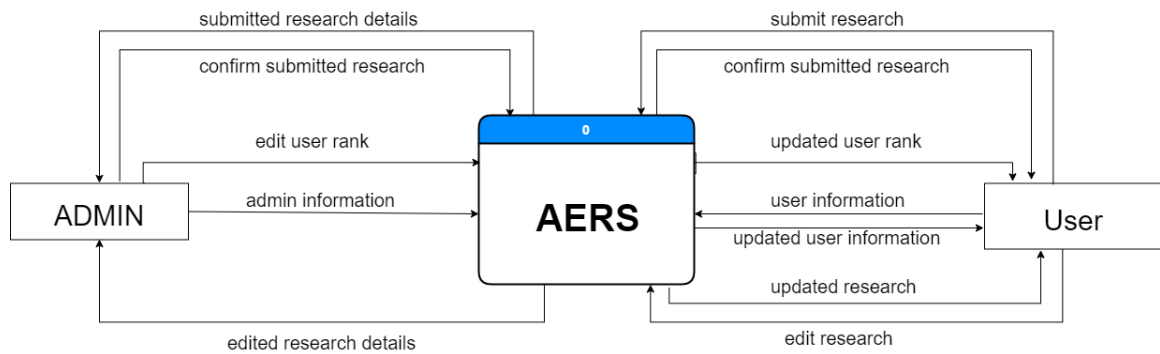 submitted research details
submit research
confirm submitted research
confirm submitted research
0
edit user rank
updated user rank
admin information
user information
ADMIN
AERS
User
updated user information
updated research
edited research details
edit research